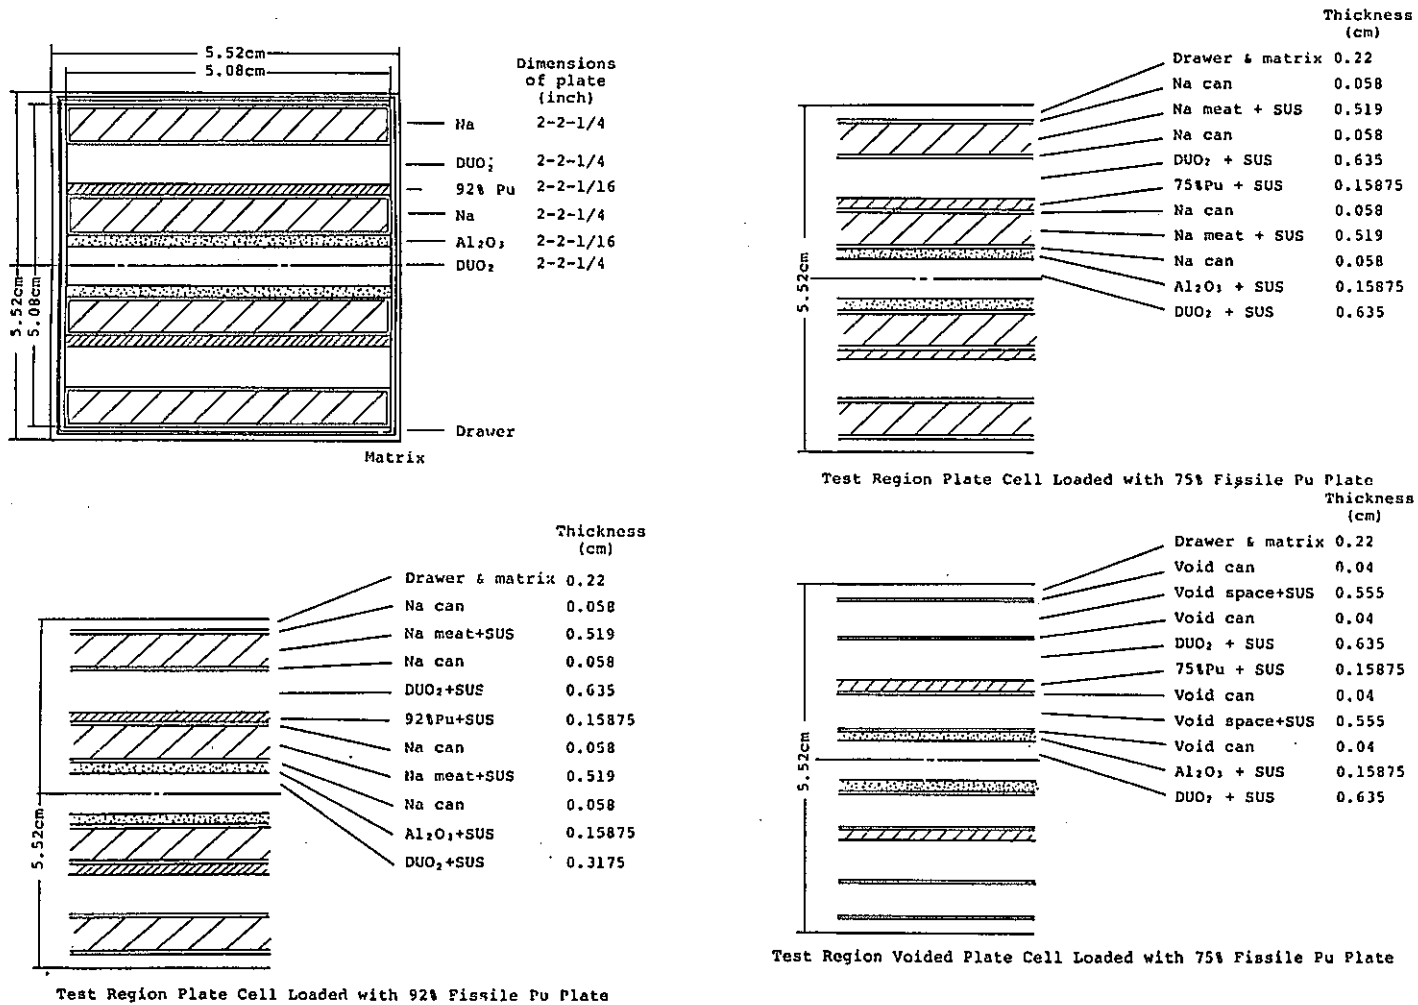 5.52cm
5.08cm
Dimensions
of plate
(inch)
Na 2-2-1/4
DUO₂ 2-2-1/4
92% Pu 2-2-1/16
Na 2-2-1/4
Al₂O₃ 2-2-1/16
DUO₂ 2-2-1/4
5.52cm
5.08cm
Drawer
Matrix
Thickness
(cm)
Drawer & matrix 0.22
Na can 0.058
Na meat + SUS 0.519
Na can 0.058
DUO₂ + SUS 0.635
75%Pu + SUS 0.15875
Na can 0.058
Na meat + SUS 0.519
Na can 0.058
Al₂O₃ + SUS 0.15875
DUO₂ + SUS 0.635
5.52cm
Test Region Plate Cell Loaded with 75% Fissile Pu Plate
Thickness
(cm)
Drawer & matrix 0.22
Na can 0.058
Na meat+SUS 0.519
Na can 0.058
DUO₂+SUS 0.635
92%Pu+SUS 0.15875
Na can 0.058
Na meat+SUS 0.519
Na can 0.058
Al₂O₃+SUS 0.15875
DUO₂+SUS 0.3175
5.52cm
Test Region Plate Cell Loaded with 92% Fissile Pu Plate
Thickness
(cm)
Drawer & matrix 0.22
Void can 0.04
Void space+SUS 0.555
Void can 0.04
DUO₂ + SUS 0.635
75%Pu + SUS 0.15875
Void can 0.04
Void space+SUS 0.555
Void can 0.04
Al₂O₃ + SUS 0.15875
DUO₂ + SUS 0.635
5.52cm
Test Region Voided Plate Cell Loaded with 75% Fissile Pu Plate